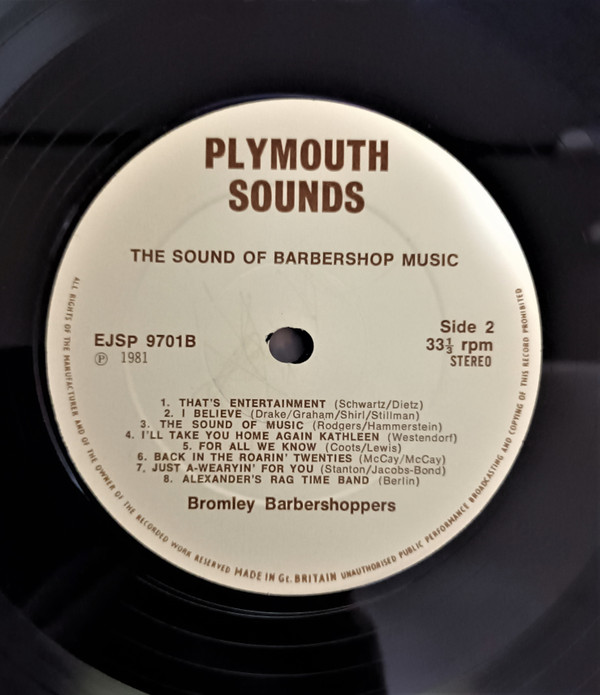 PLYMOUTH
SOUNDS
THE SOUND OF BARBERSHOP MUSIC
EJSP 9701B
Ⓟ 1981
Side 2
33⅓ rpm
STEREO
1. THAT'S ENTERTAINMENT (Schwartz/Dietz)
2. I BELIEVE (Drake/Graham/Shirl/Stillman)
3. THE SOUND OF MUSIC (Rodgers/Hammerstein)
4. I'LL TAKE YOU HOME AGAIN KATHLEEN (Westendorf)
5. FOR ALL WE KNOW (Coots/Lewis)
6. BACK IN THE ROARIN' TWENTIES (McCay/McCay)
7. JUST A-WEARYIN' FOR YOU (Stanton/Jacobs-Bond)
8. ALEXANDER'S RAG TIME BAND (Berlin)
Bromley Barbershoppers
ALL RIGHTS OF THE MANUFACTURER AND OF THE OWNER OF THE RECORDED WORK RESERVED MADE IN Gt. BRITAIN UNAUTHORISED PUBLIC PERFORMANCE BROADCASTING AND COPYING OF THIS RECORD PROHIBITED